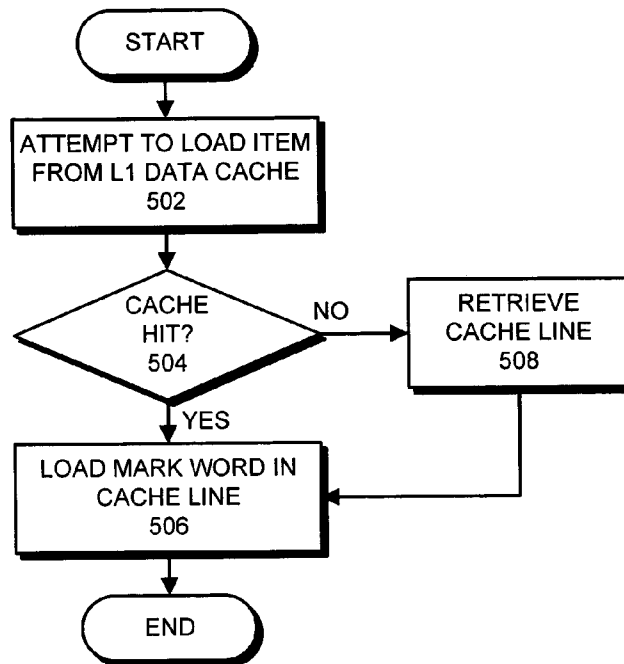 START
ATTEMPT TO LOAD ITEM
FROM L1 DATA CACHE
502
CACHE
HIT?
504
NO
RETRIEVE
CACHE LINE
508
YES
LOAD MARK WORD IN
CACHE LINE
506
END